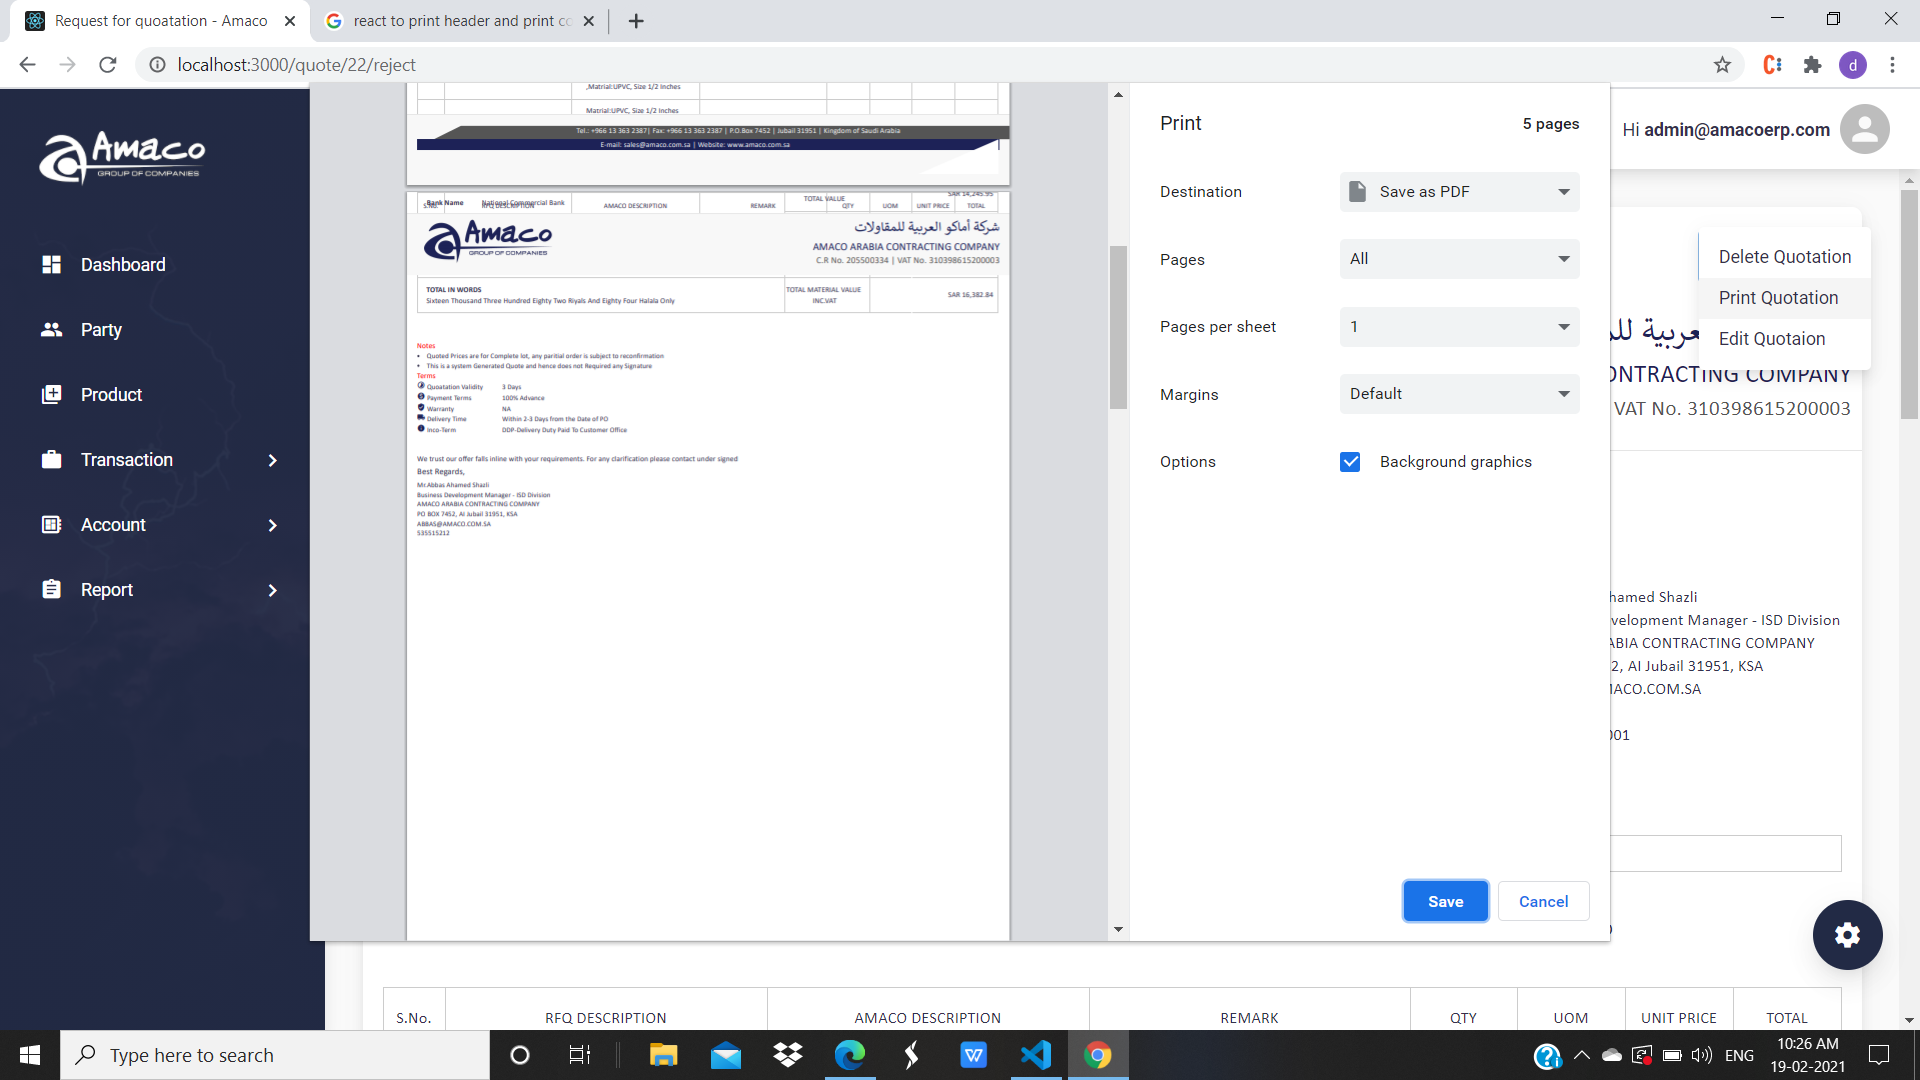 Request for quoatation - Amaco
react to print header and print co
localhost:3000/quote/22/reject
d
Amaco
GROUP OF COMPANIES
Dashboard
Party
Product
Transaction
Account
Report
,Matrial:UPVC, Size 1/2 Inches
Matrial:UPVC, Size 1/2 Inches
Tel.: +966 13 363 2387| Fax: +966 13 363 2387 | P.O.Box 7452 | Jubail 31951 | Kingdom of Saudi Arabia
E-mail: sales@amaco.com.sa | Website: www.amaco.com.sa
Bank Name National Commercial Bank TOTAL VALUE SAR 14,245.95
S.No. RFQ DESCRIPTION AMACO DESCRIPTION REMARK QTY UOM UNIT PRICE TOTAL
Amaco
GROUP OF COMPANIES
شركة أماكو العربية للمقاولات
AMACO ARABIA CONTRACTING COMPANY
C.R No. 205500334 | VAT No. 310398615200003
TOTAL IN WORDS
Sixteen Thousand Three Hundred Eighty Two Riyals And Eighty Four Halala Only
TOTAL MATERIAL VALUE
INC.VAT
SAR 16,382.84
Notes
• Quoted Prices are for Complete lot, any paritial order is subject to reconfirmation
• This is a system Generated Quote and hence does not Required any Signature
Terms
Quoatation Validity 3 Days
Payment Terms 100% Advance
Warranty NA
Delivery Time Within 2-3 Days from the Date of PO
Inco-Term DDP-Delivery Duty Paid To Customer Office
We trust our offer falls inline with your requirements. For any clarification please contact under signed
Best Regards,
Mr.Abbas Ahamed Shazli
Business Development Manager - ISD Division
AMACO ARABIA CONTRACTING COMPANY
PO BOX 7452, Al Jubail 31951, KSA
ABBAS@AMACO.COM.SA
535515212
Print
5 pages
Destination Save as PDF
Pages All
Pages per sheet 1
Margins Default
Options Background graphics
Save Cancel
Hi admin@amacoerp.com
Delete Quotation
Print Quotation
Edit Quotaion
عربية للم
ONTRACTING COMPANY
VAT No. 310398615200003
hamed Shazli
velopment Manager - ISD Division
ABIA CONTRACTING COMPANY
2, Al Jubail 31951, KSA
MACO.COM.SA
001
S.No. RFQ DESCRIPTION AMACO DESCRIPTION REMARK QTY UOM UNIT PRICE TOTAL
Type here to search
ENG
10:26 AM
19-02-2021